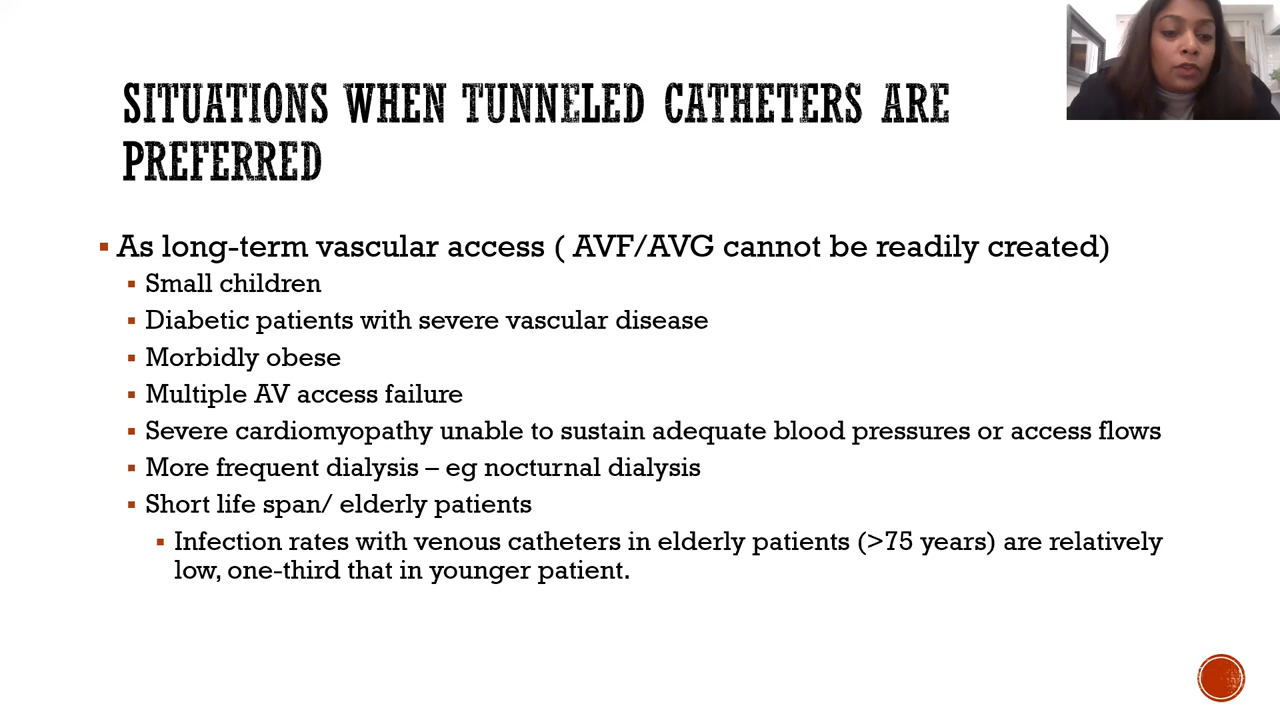 SITUATIONS WHEN TUNNELED CATHETERS ARE
PREFERRED
As long-term vascular access ( AVF/AVG cannot be readily created)
Small children
Diabetic patients with severe vascular disease
Morbidly obese
Multiple AV access failure
Severe cardiomyopathy unable to sustain adequate blood pressures or access flows
More frequent dialysis – eg nocturnal dialysis
Short life span/ elderly patients
Infection rates with venous catheters in elderly patients (>75 years) are relatively
low, one-third that in younger patient.